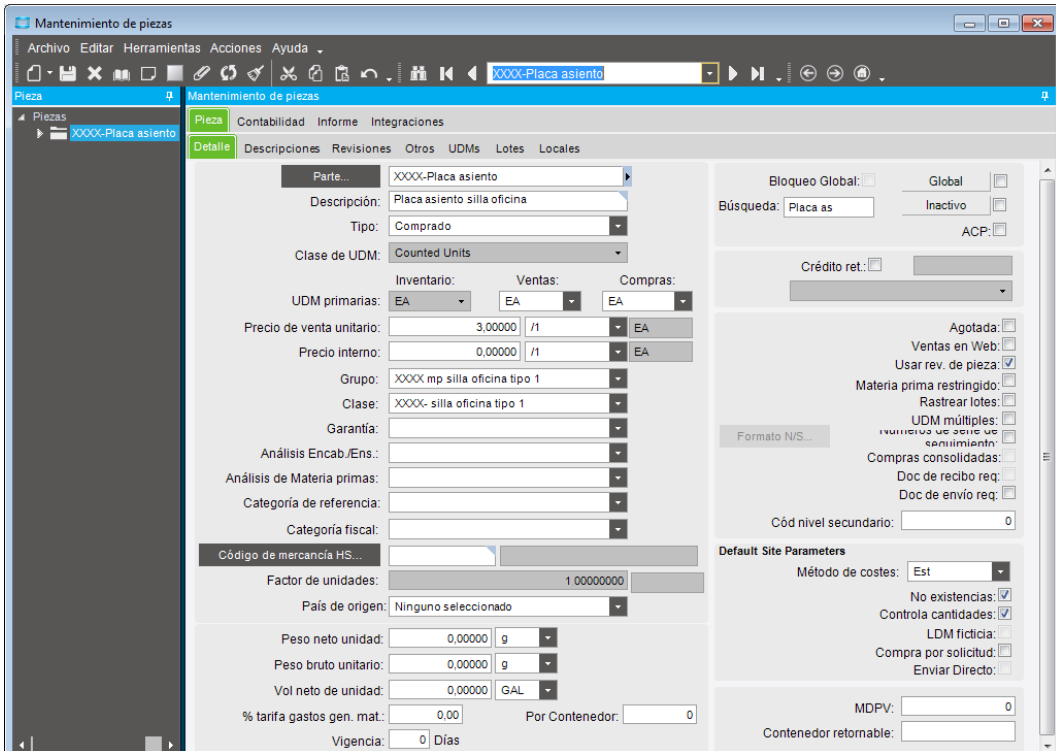 Mantenimiento de piezas
Archivo Editar Herramientas Acciones Ayuda
XXXX-Placa asiento
Pieza
Mantenimiento de piezas
Piezas
XXXX-Placa asiento
Pieza Contabilidad Informe Integraciones
Detalle Descripciones Revisiones Otros UDMs Lotes Locales
Parte... XXXX-Placa asiento
Descripción: Placa asiento silla oficina
Tipo: Comprado
Clase de UDM: Counted Units
Inventario: Ventas: Compras:
UDM primarias: EA EA EA
Precio de venta unitario: 3,00000 /1 EA
Precio interno: 0,00000 /1 EA
Grupo: XXXX mp silla oficina tipo 1
Clase: XXXX- silla oficina tipo 1
Garantía:
Análisis Encab./Ens.:
Análisis de Materia primas:
Categoría de referencia:
Categoría fiscal:
Código de mercancía HS...
Factor de unidades: 1.00000000
País de origen: Ninguno seleccionado
Peso neto unidad: 0,00000 g
Peso bruto unitario: 0,00000 g
Vol neto de unidad: 0,00000 GAL
% tarifa gastos gen. mat.: 0,00 Por Contenedor: 0
Vigencia: 0 Días
Bloqueo Global: Global
Búsqueda: Placa as Inactivo
ACP:
Crédito ret.:
Agotada:
Ventas en Web:
Usar rev. de pieza:
Materia prima restringido:
Rastrear lotes:
UDM múltiples:
Formato N/S... Números de serie de
seguimiento:
Compras consolidadas:
Doc de recibo req:
Doc de envío req:
Cód nivel secundario: 0
Default Site Parameters
Método de costes: Est
No existencias:
Controla cantidades:
LDM ficticia:
Compra por solicitud:
Enviar Directo:
MDPV: 0
Contenedor retornable: